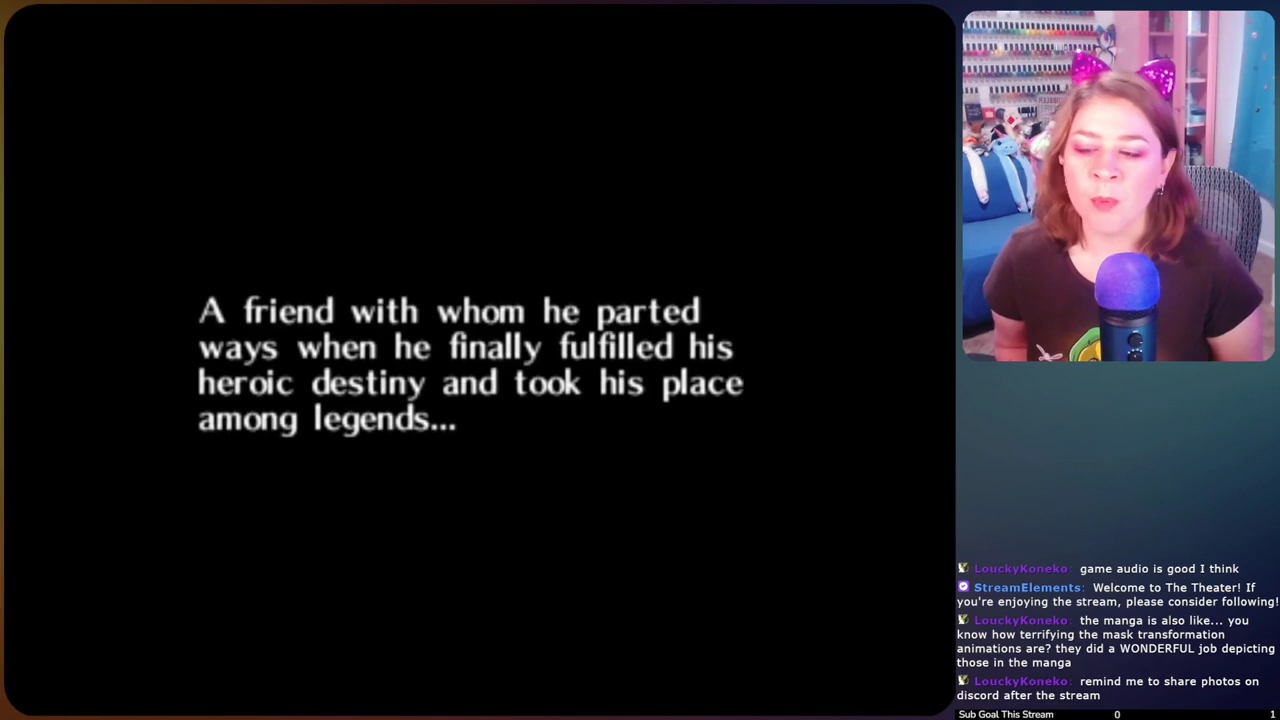 A friend with whom he parted
ways when he finally fulfilled his
heroic destiny and took his place
among legends...
LouckyKoneko: game audio is good I think
StreamElements: Welcome to The Theater! If
you're enjoying the stream, please consider following!
LouckyKoneko: the manga is also like... you
know how terrifying the mask transformation
animations are? they did a WONDERFUL job depicting
those in the manga
LouckyKoneko: remind me to share photos on
discord after the stream
Sub Goal This Stream 0 1